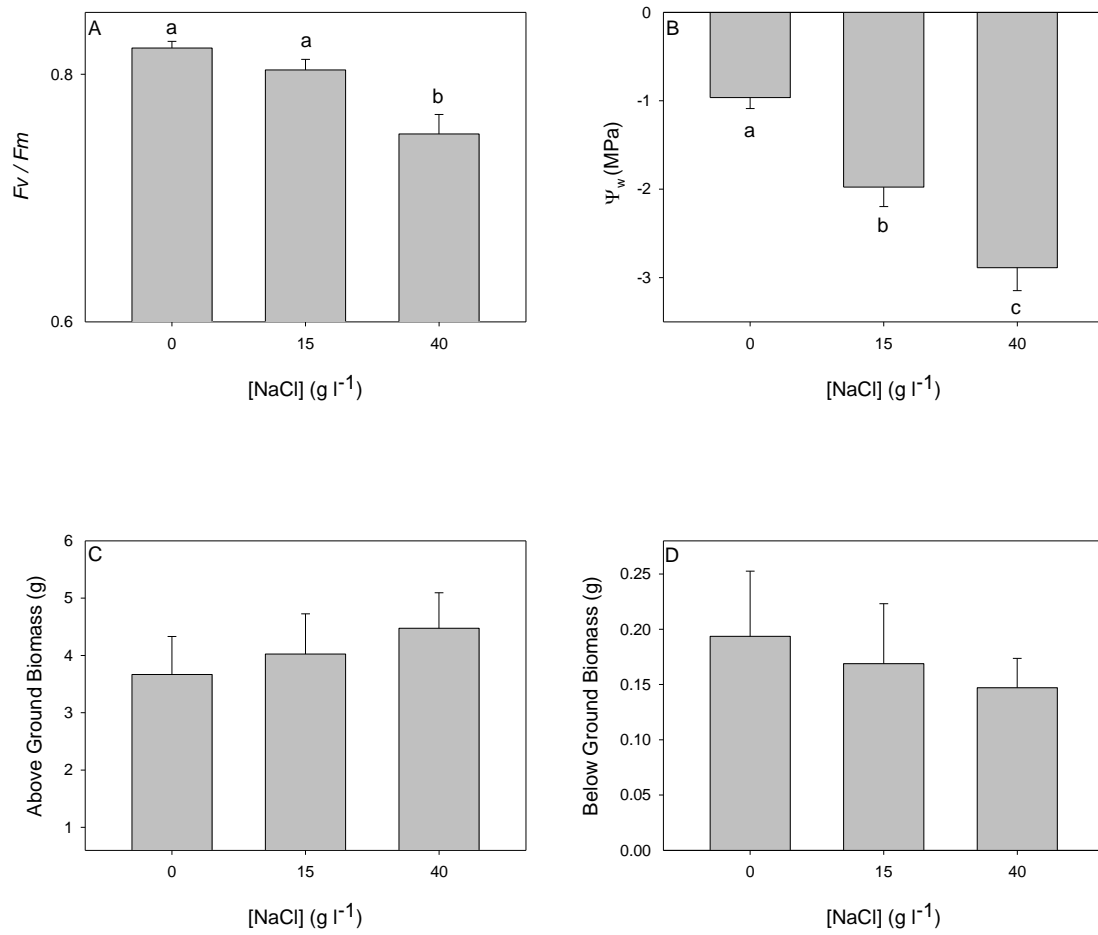 A
a
a
b
0.8
0.6
Fv / Fm
0
15
40
[NaCl] (g l⁻¹)
B
0
-1
-2
-3
Ψw (MPa)
a
b
c
0
15
40
[NaCl] (g l⁻¹)
C
6
5
4
3
2
1
Above Ground Biomass (g)
0
15
40
[NaCl] (g l⁻¹)
D
0.25
0.20
0.15
0.10
0.05
0.00
Below Ground Biomass (g)
0
15
40
[NaCl] (g l⁻¹)